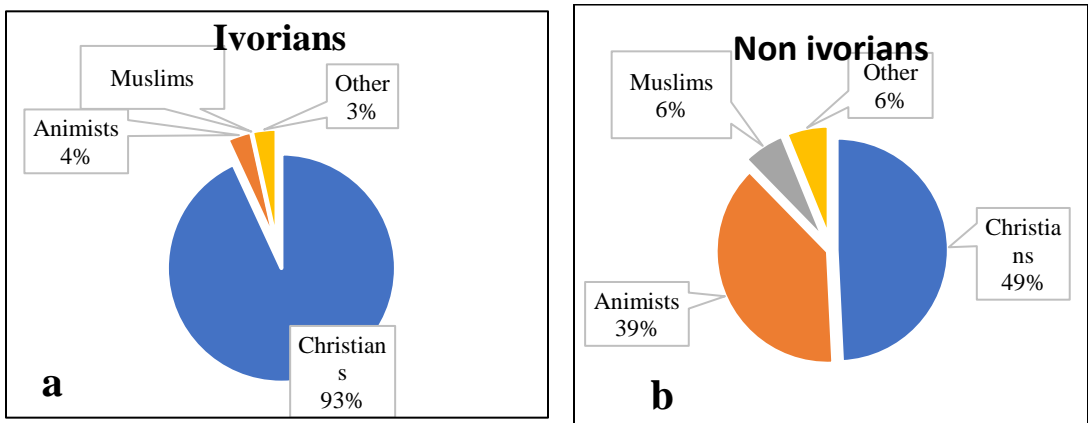 Ivorians
Muslims
Other
3%
Animists
4%
Christian
s
93%
a
Non ivorians
Muslims
6%
Other
6%
Christia
ns
49%
Animists
39%
b